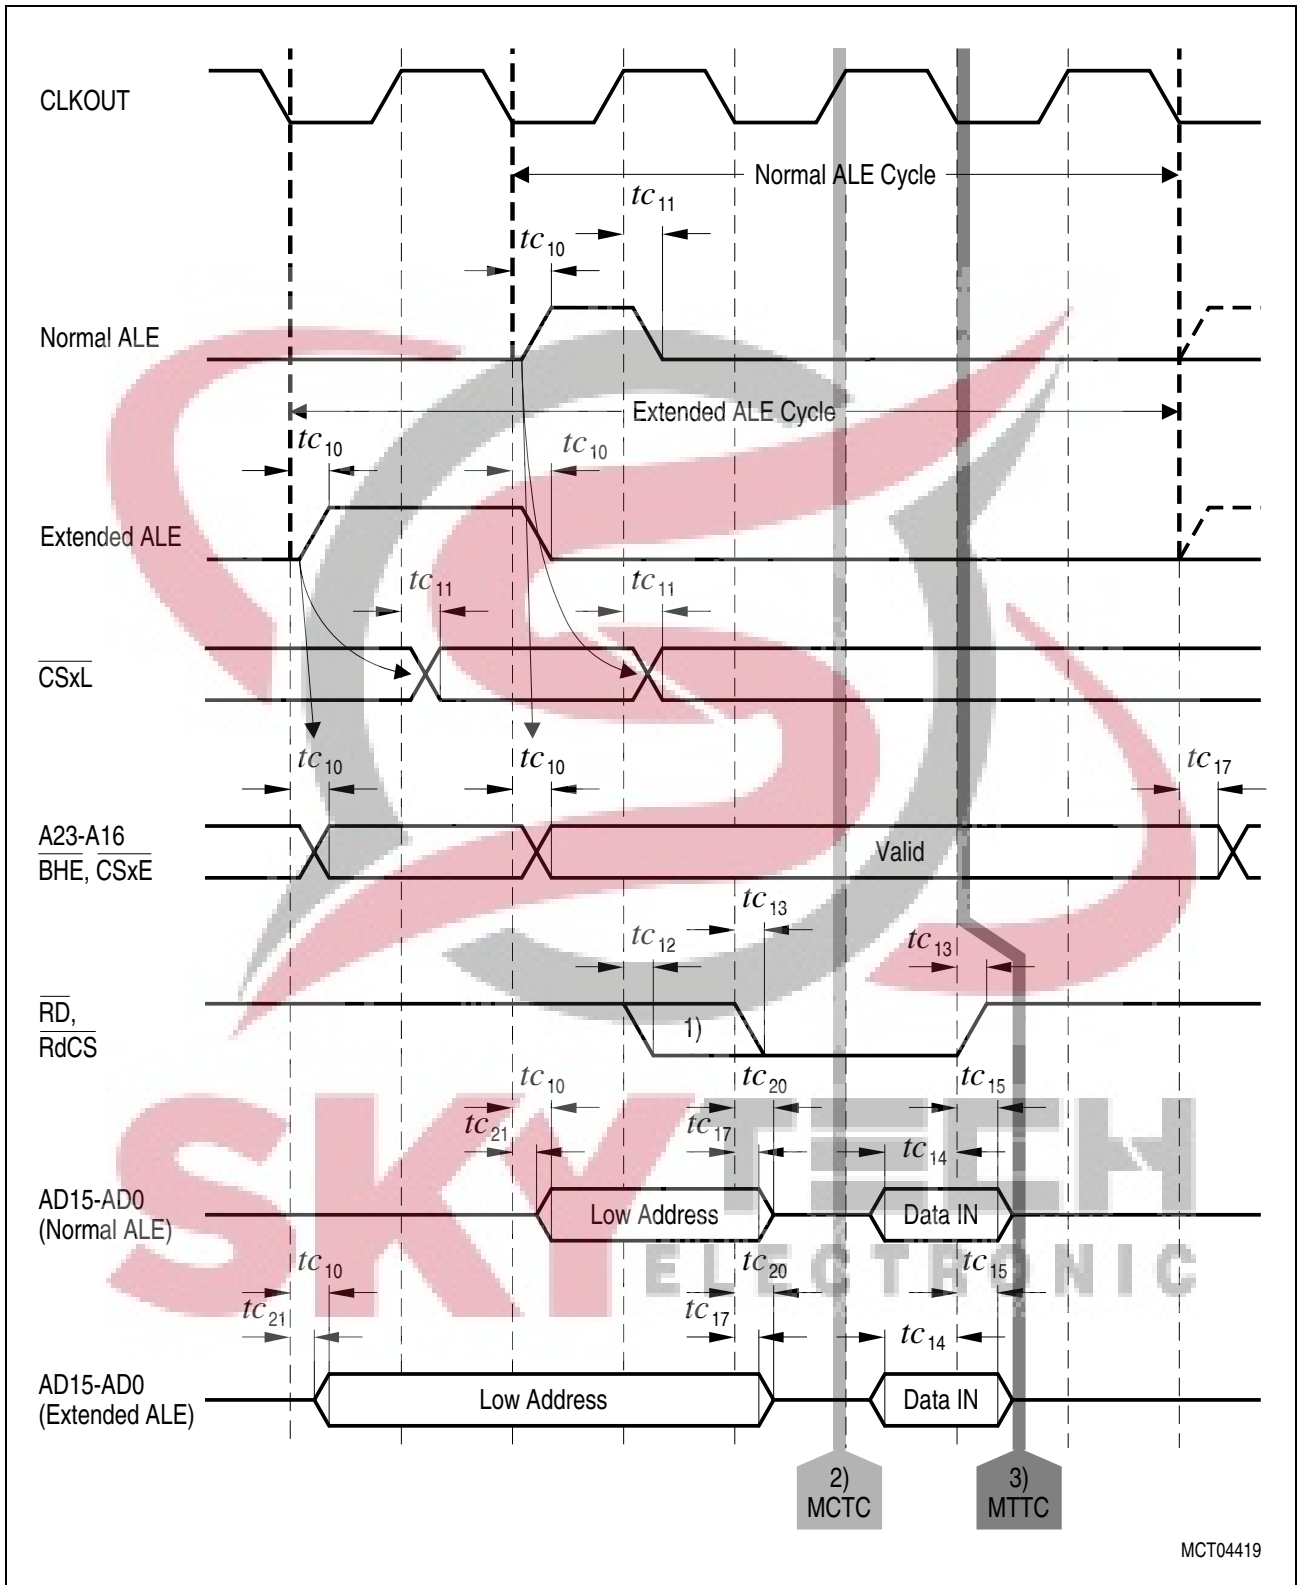 CLKOUT
Normal ALE Cycle
tc11
tc10
Normal ALE
Extended ALE Cycle
tc10
tc10
Extended ALE
tc11
tc11
CSxL
tc10
tc10
tc17
A23-A16
BHE, CSxE
Valid
tc13
tc12
tc13
RD,
RdCS
1)
tc10
tc20
tc15
tc21
tc17
tc14
AD15-AD0
(Normal ALE)
Low Address
Data IN
SKYTECH
ELECTRONIC
tc10
tc20
tc15
tc21
tc17
tc14
AD15-AD0
(Extended ALE)
Low Address
Data IN
2)
MCTC
3)
MTTC
MCT04419